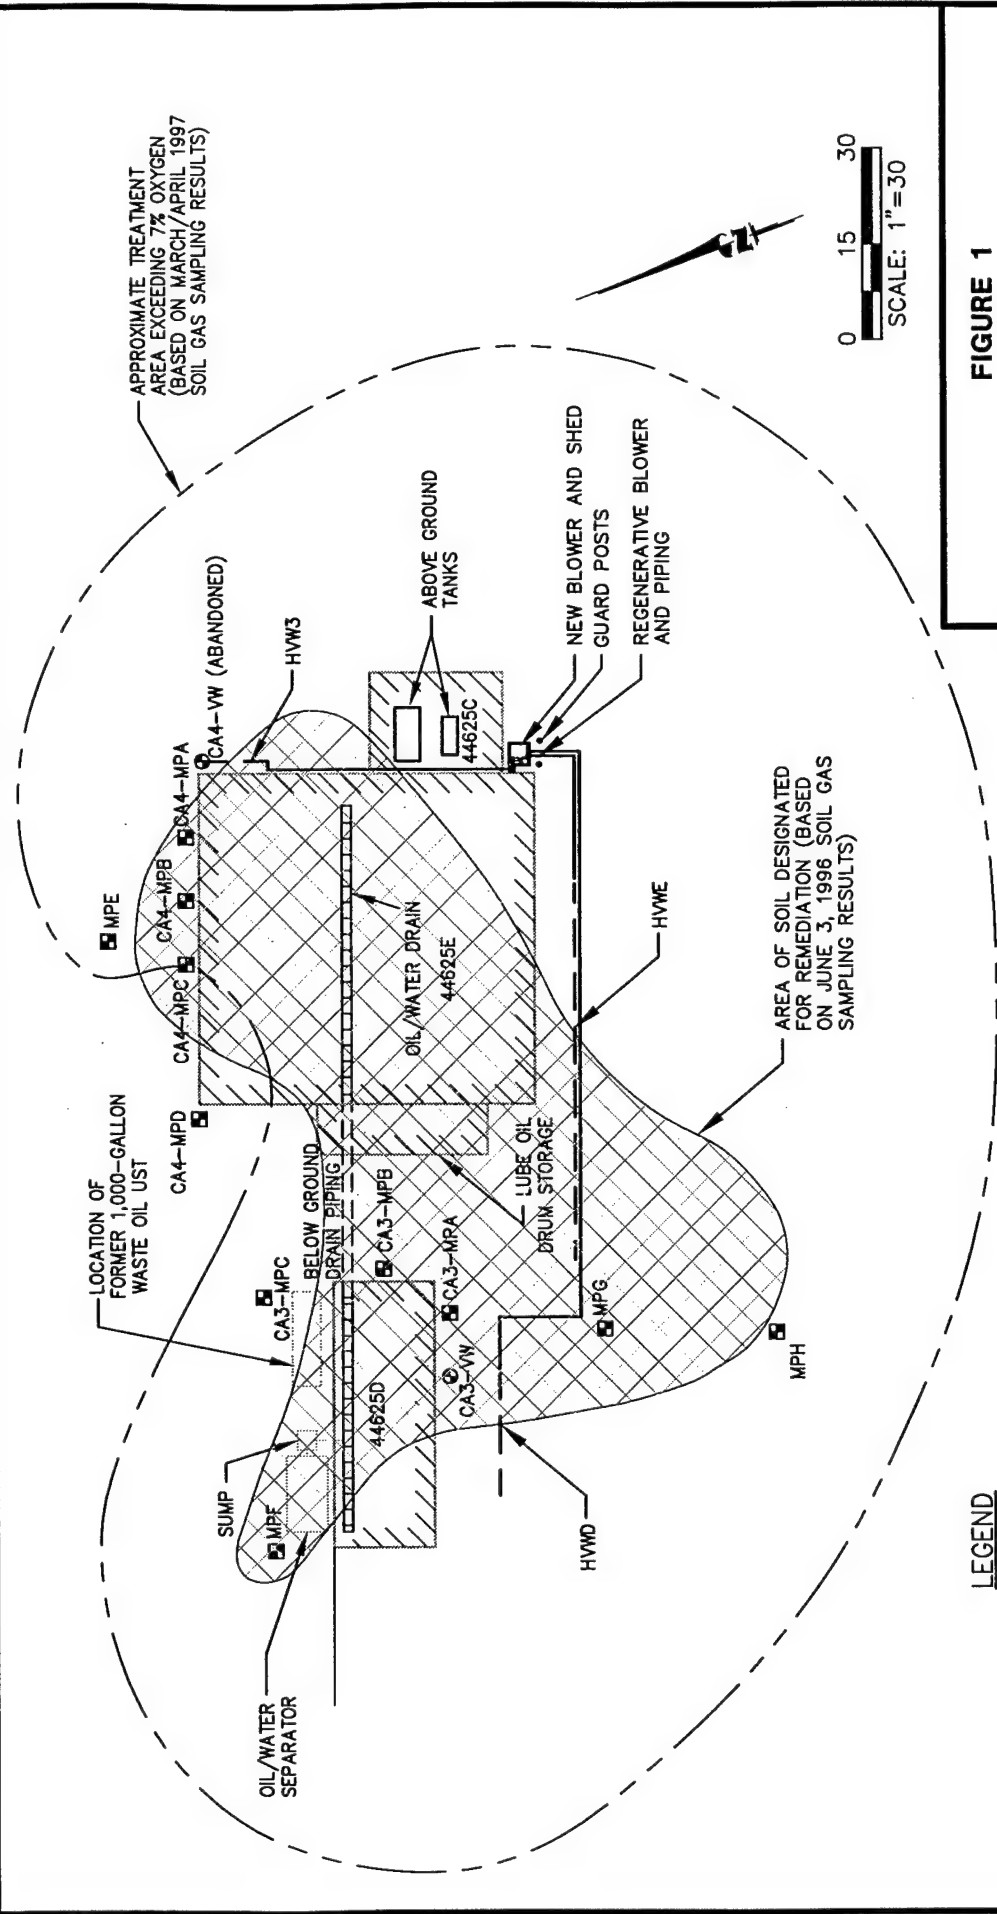 APPROXIMATE TREATMENT
AREA EXCEEDING 7% OXYGEN
(BASED ON MARCH/APRIL 1997
SOIL GAS SAMPLING RESULTS)
LOCATION OF
FORMER 1,000-GALLON
WASTE OIL UST
MPE
CA4-MPD
CA4-MPC
CA4-MPB
CA4-MPA
CA4-VW (ABANDONED)
HVW3
SUMP
CA3-MPC
BELOW GROUND
DRAIN PIPING
OIL/WATER
SEPARATOR
MPF
44625D
CA3-MPB
OIL/WATER DRAIN
44625E
ABOVE GROUND
TANKS
44625C
CA3-VW
CA3-MPA
LUBE OIL
DRUM STORAGE
NEW BLOWER AND SHED
GUARD POSTS
REGENERATIVE BLOWER
AND PIPING
HVWD
MPG
HVWE
MPH
AREA OF SOIL DESIGNATED
FOR REMEDIATION (BASED
ON JUNE 3, 1996 SOIL GAS
SAMPLING RESULTS)
N
0 15 30
SCALE: 1"=30
LEGEND
FIGURE 1